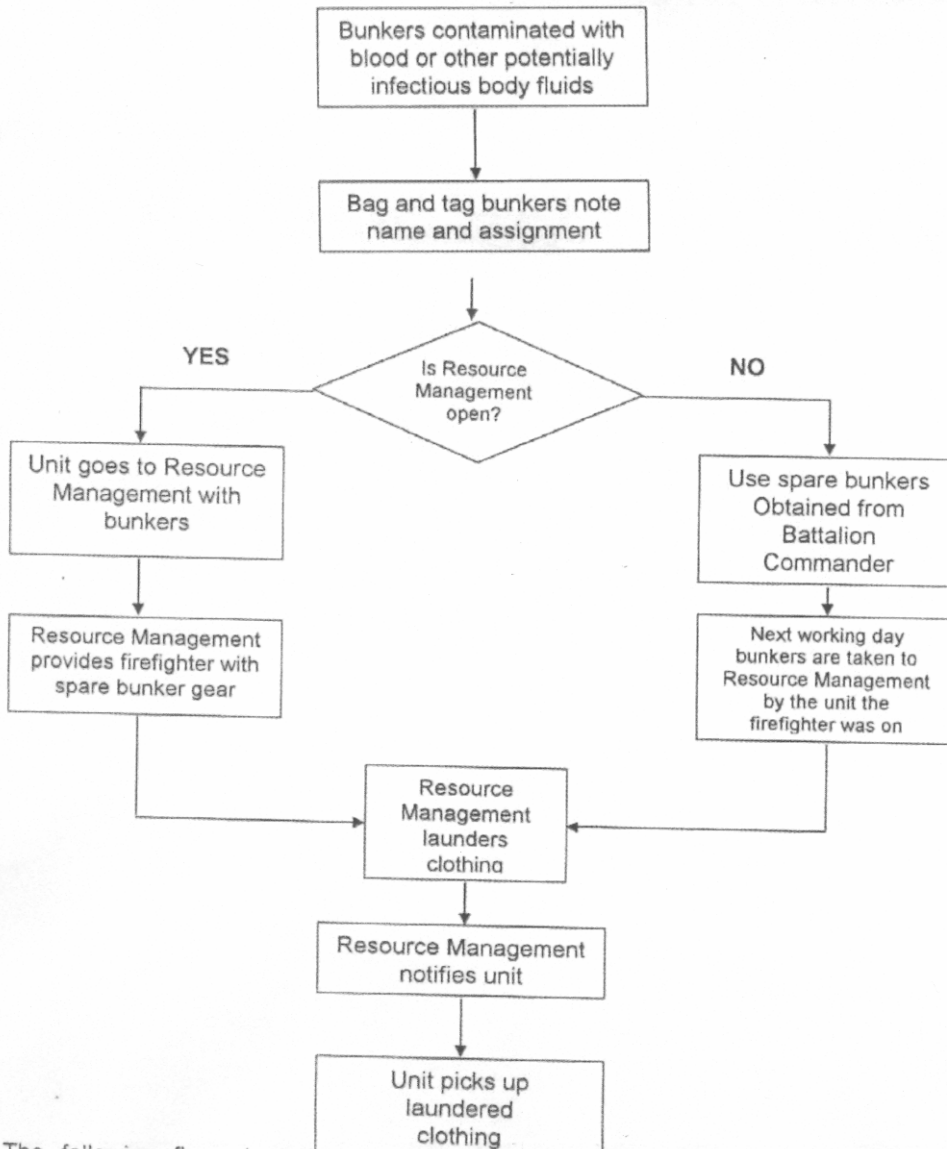 Bunkers contaminated with
blood or other potentially
infectious body fluids
Bag and tag bunkers note
name and assignment
Is Resource
Management
open?
YES
NO
Unit goes to Resource
Management with
bunkers
Use spare bunkers
Obtained from
Battalion
Commander
Resource Management
provides firefighter with
spare bunker gear
Next working day
bunkers are taken to
Resource Management
by the unit the
firefighter was on
Resource
Management
launders
clothing
Resource Management
notifies unit
Unit picks up
laundered
clothing
The following